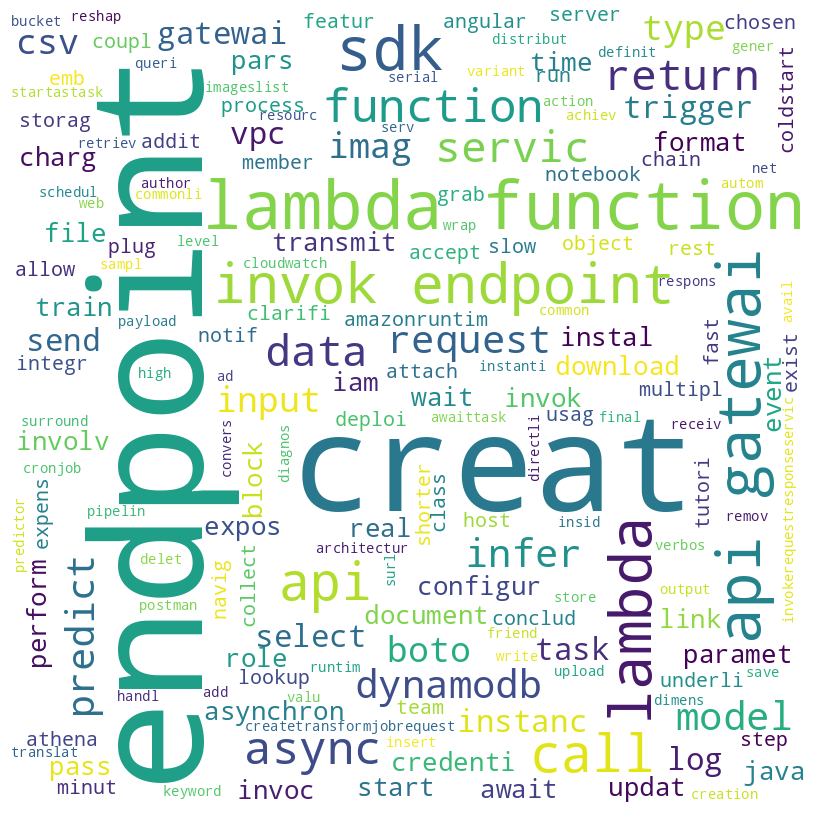 bucket reshap featur angular server type chosen
csv coupl gatewai sdk distribut definit gener
queri pars time run return
emb imageslist serial variant
startastask process resourc function action trigger coldstart
storag retriev addit vpc serv imag servic achiev format
charg author member notebook chain net
schedul web commonli lambda function grab autom
file level wrap
plug transmit accept slow object rest
allow sampl cloudwatch invok endpoint respons
train payload clarifi amazonruntim common avail
send notif data request instal fast exist event
integr high ad iam attach instanti download
input wait invok multipl
surround convers deploi awaittask usag final receiv
involv endpoint block diagnos creat directli api gatewai
cronjob tutori
predictor expens pipelin expos real shorter class host insid remov invokerequestresponseservic
architectur lambda verbos
perform predict delet navig collect api surl infer configur store output
postman document conclud link
select friend
role boto task paramet
handl add lookup runtim dynamodb write upload underli save
valu team dimens
athena asynchron createtransformjobrequest instanc model
translat async insert call step
pass credenti log java
minut keyword invoc start await updat creation